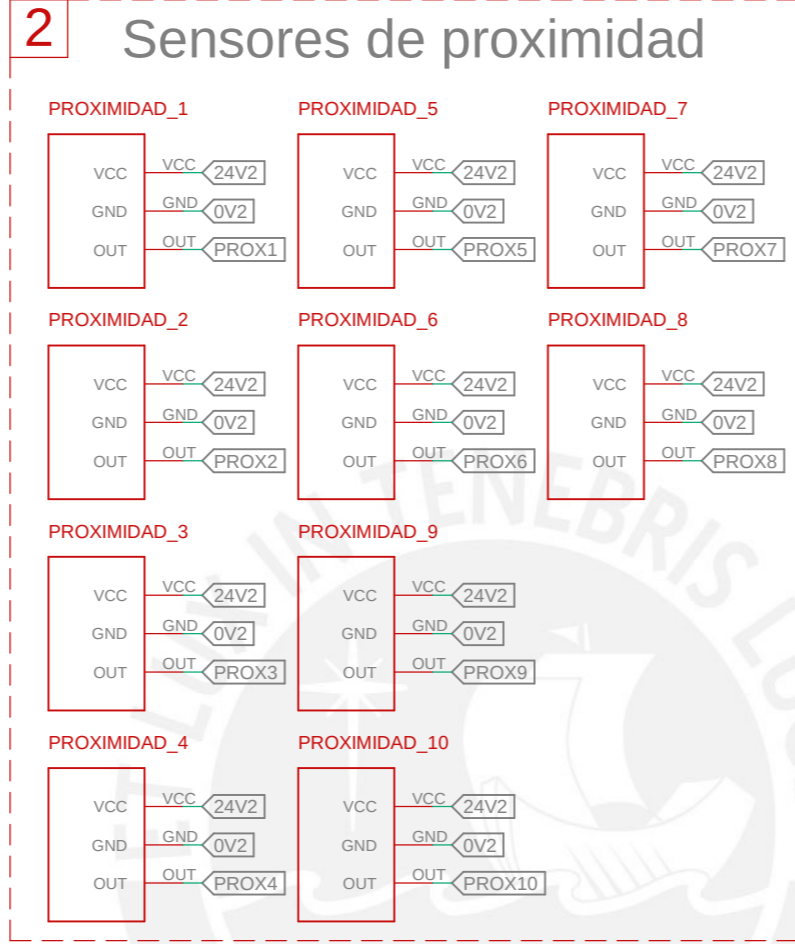 2
Sensores de proximidad
PROXIMIDAD_1
VCC VCC 24V2
GND GND 0V2
OUT OUT PROX1
PROXIMIDAD_2
VCC VCC 24V2
GND GND 0V2
OUT OUT PROX2
PROXIMIDAD_3
VCC VCC 24V2
GND GND 0V2
OUT OUT PROX3
PROXIMIDAD_4
VCC VCC 24V2
GND GND 0V2
OUT OUT PROX4
PROXIMIDAD_5
VCC VCC 24V2
GND GND 0V2
OUT OUT PROX5
PROXIMIDAD_6
VCC VCC 24V2
GND GND 0V2
OUT OUT PROX6
PROXIMIDAD_9
VCC VCC 24V2
GND GND 0V2
OUT OUT PROX9
PROXIMIDAD_10
VCC VCC 24V2
GND GND 0V2
OUT OUT PROX10
PROXIMIDAD_7
VCC VCC 24V2
GND GND 0V2
OUT OUT PROX7
PROXIMIDAD_8
VCC VCC 24V2
GND GND 0V2
OUT OUT PROX8
ET LUX IN TENEBRIS